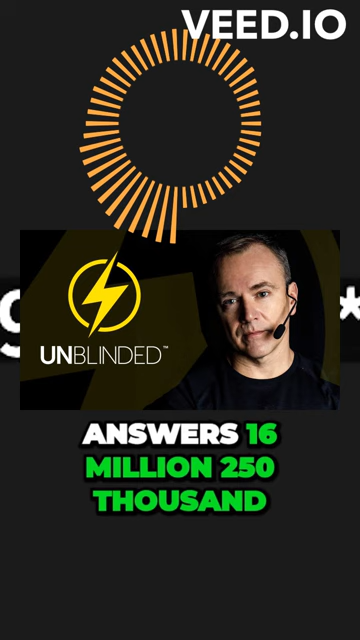 VEED.IO
UNBLINDED™
ANSWERS 16
MILLION 250
THOUSAND